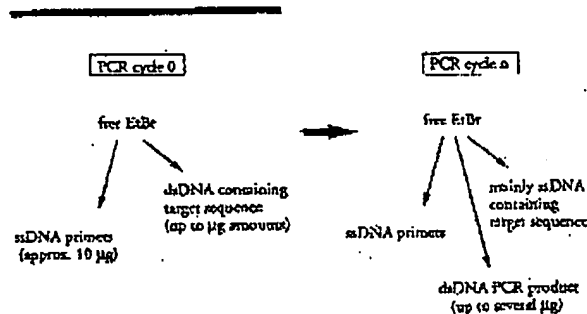 PCR cycle 0
free EtBr
ssDNA primers
(approx. 10 µg)
dsDNA containing
target sequence
(up to µg amounts)
PCR cycle n
free EtBr
ssDNA primers
mainly ssDNA
containing
target sequence
dsDNA PCR product
(up to several µg)